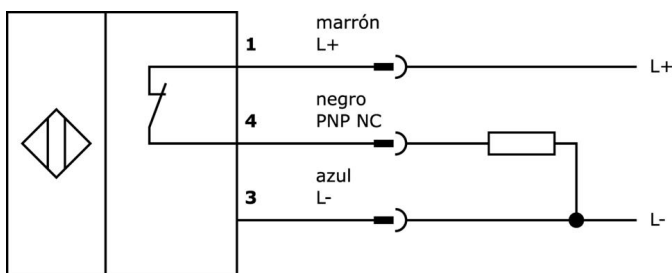 marrón
1 L+
L+
negro
4 PNP NC
azul
3 L-
L-